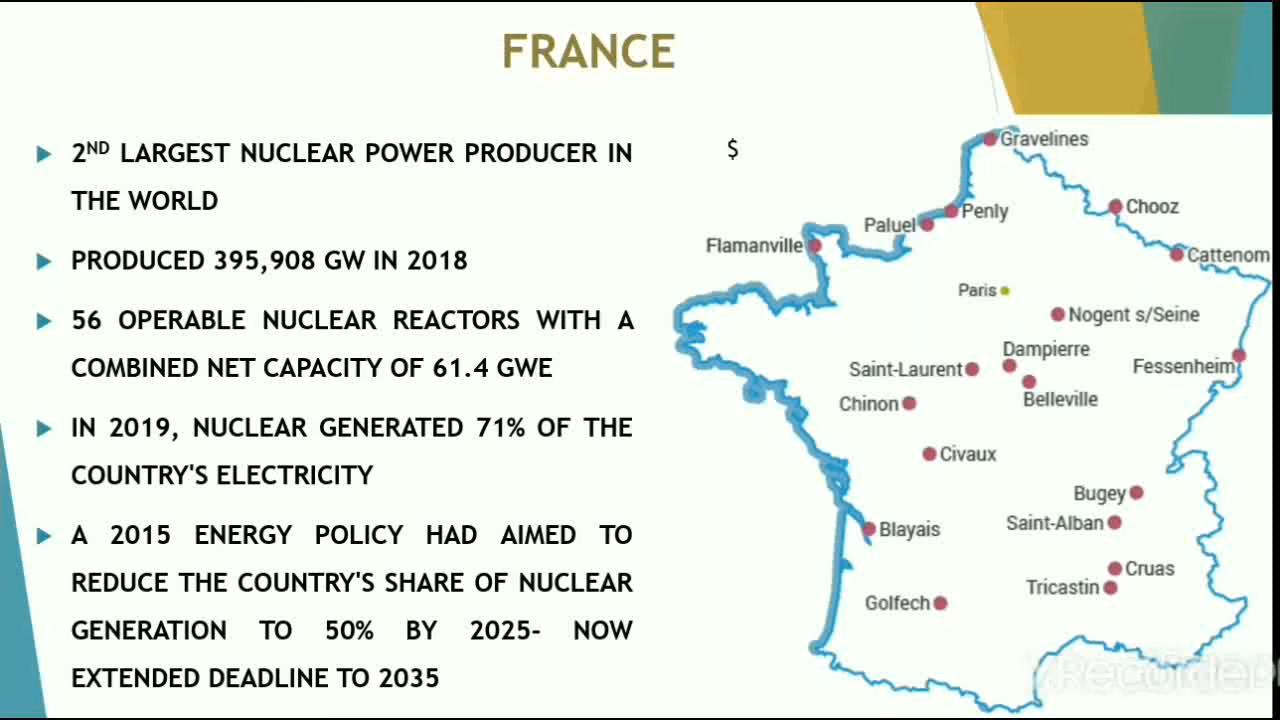 FRANCE
2ND LARGEST NUCLEAR POWER PRODUCER IN
THE WORLD
PRODUCED 395,908 GW IN 2018
56 OPERABLE NUCLEAR REACTORS WITH A
COMBINED NET CAPACITY OF 61.4 GWE
IN 2019, NUCLEAR GENERATED 71% OF THE
COUNTRY'S ELECTRICITY
A 2015 ENERGY POLICY HAD AIMED TO
REDUCE THE COUNTRY'S SHARE OF NUCLEAR
GENERATION TO 50% BY 2025- NOW
EXTENDED DEADLINE TO 2035
$
Gravelines
Chooz
Penly
Paluel
Flamanville
Cattenom
Paris
Nogent s/Seine
Dampierre
Fessenheim
Saint-Laurent
Belleville
Chinon
Civaux
Bugey
Saint-Alban
Blayais
Cruas
Tricastin
Golfech